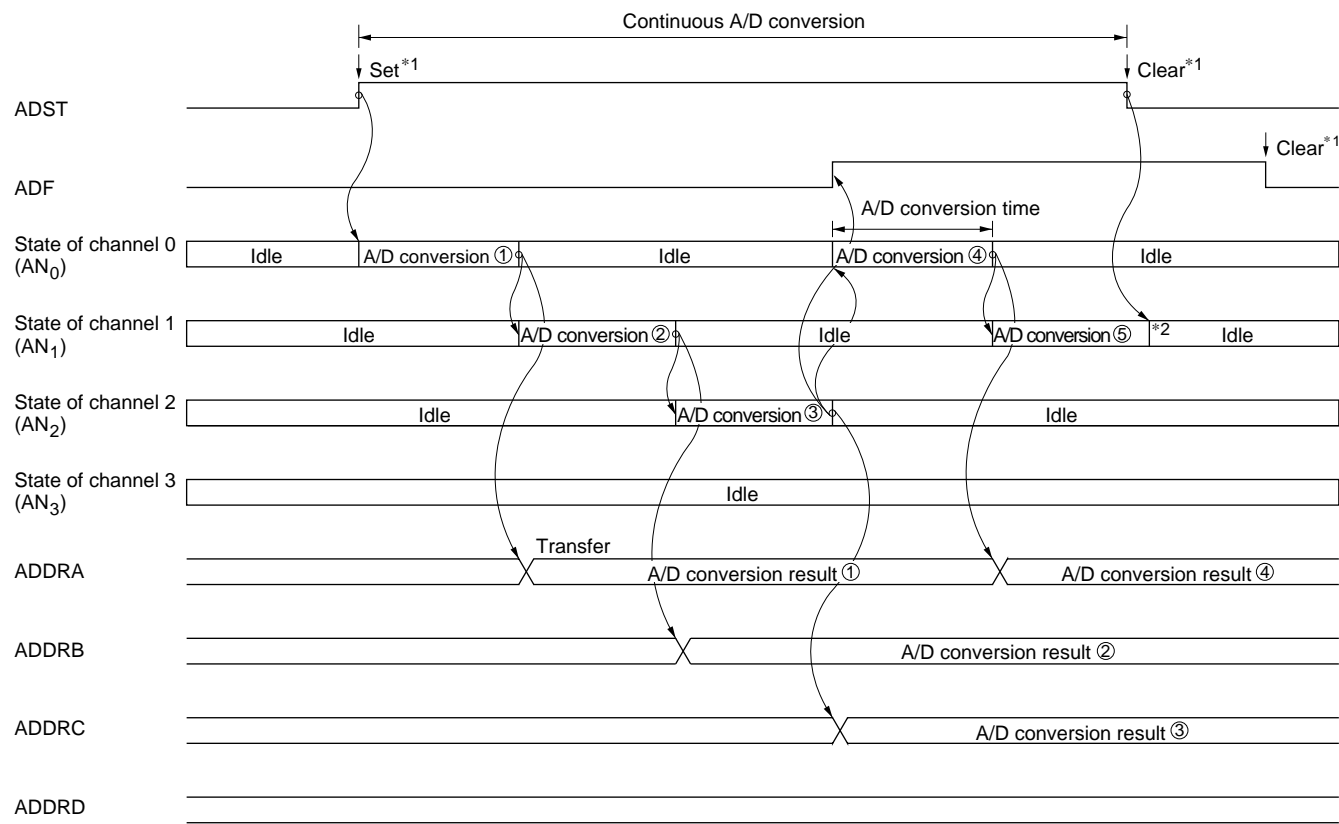 Continuous A/D conversion
Set*1
Clear*1
ADST
Clear*1
ADF
A/D conversion time
State of channel 0
(AN0)
Idle
A/D conversion ①
Idle
A/D conversion ④
Idle
State of channel 1
(AN1)
Idle
A/D conversion ②
Idle
A/D conversion ⑤
*2
Idle
State of channel 2
(AN2)
Idle
A/D conversion ③
Idle
State of channel 3
(AN3)
Idle
Transfer
ADDRA
A/D conversion result ①
A/D conversion result ④
ADDRB
A/D conversion result ②
ADDRC
A/D conversion result ③
ADDRD